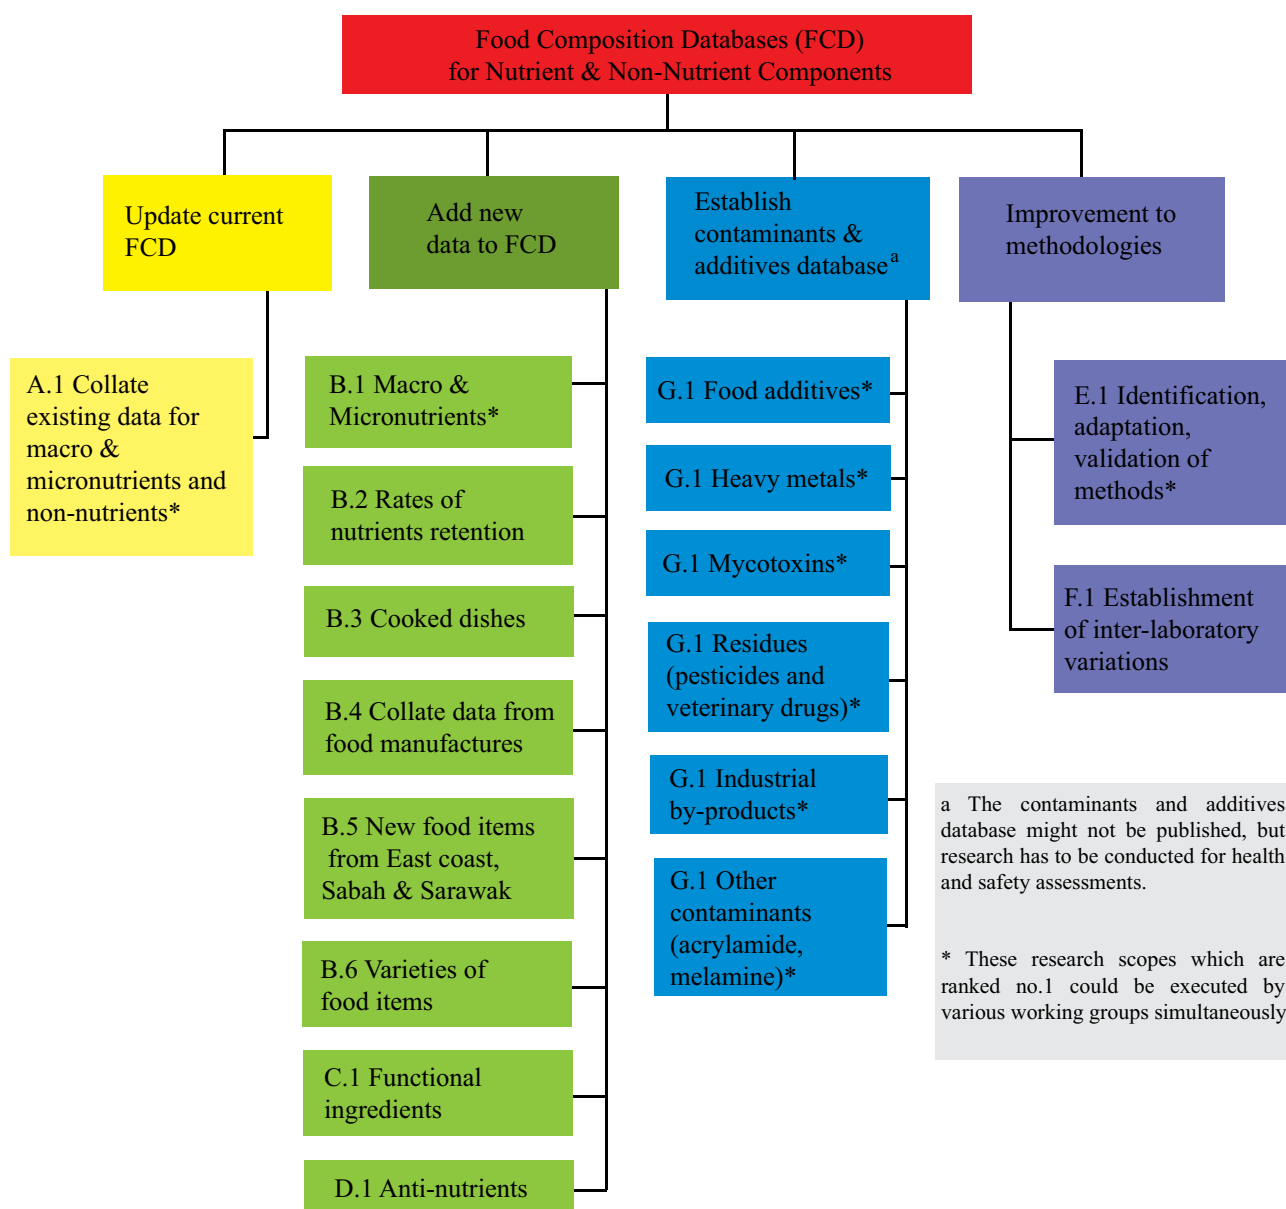 Food Composition Databases (FCD)
for Nutrient & Non-Nutrient Components
Update current
FCD
Add new
data to FCD
Establish
contaminants &
additives database a
Improvement to
methodologies
A.1 Collate
existing data for
macro &
micronutrients and
non-nutrients*
B.1 Macro &
Micronutrients*
B.2 Rates of
nutrients retention
B.3 Cooked dishes
B.4 Collate data from
food manufactures
B.5 New food items
from East coast,
Sabah & Sarawak
B.6 Varieties of
food items
C.1 Functional
ingredients
D.1 Anti-nutrients
G.1 Food additives*
G.1 Heavy metals*
G.1 Mycotoxins*
G.1 Residues
(pesticides and
veterinary drugs)*
G.1 Industrial
by-products*
G.1 Other
contaminants
(acrylamide,
melamine)*
E.1 Identification,
adaptation,
validation of
methods*
F.1 Establishment
of inter-laboratory
variations
a The contaminants and additives
database might not be published, but
research has to be conducted for health
and safety assessments.
* These research scopes which are
ranked no.1 could be executed by
various working groups simultaneously